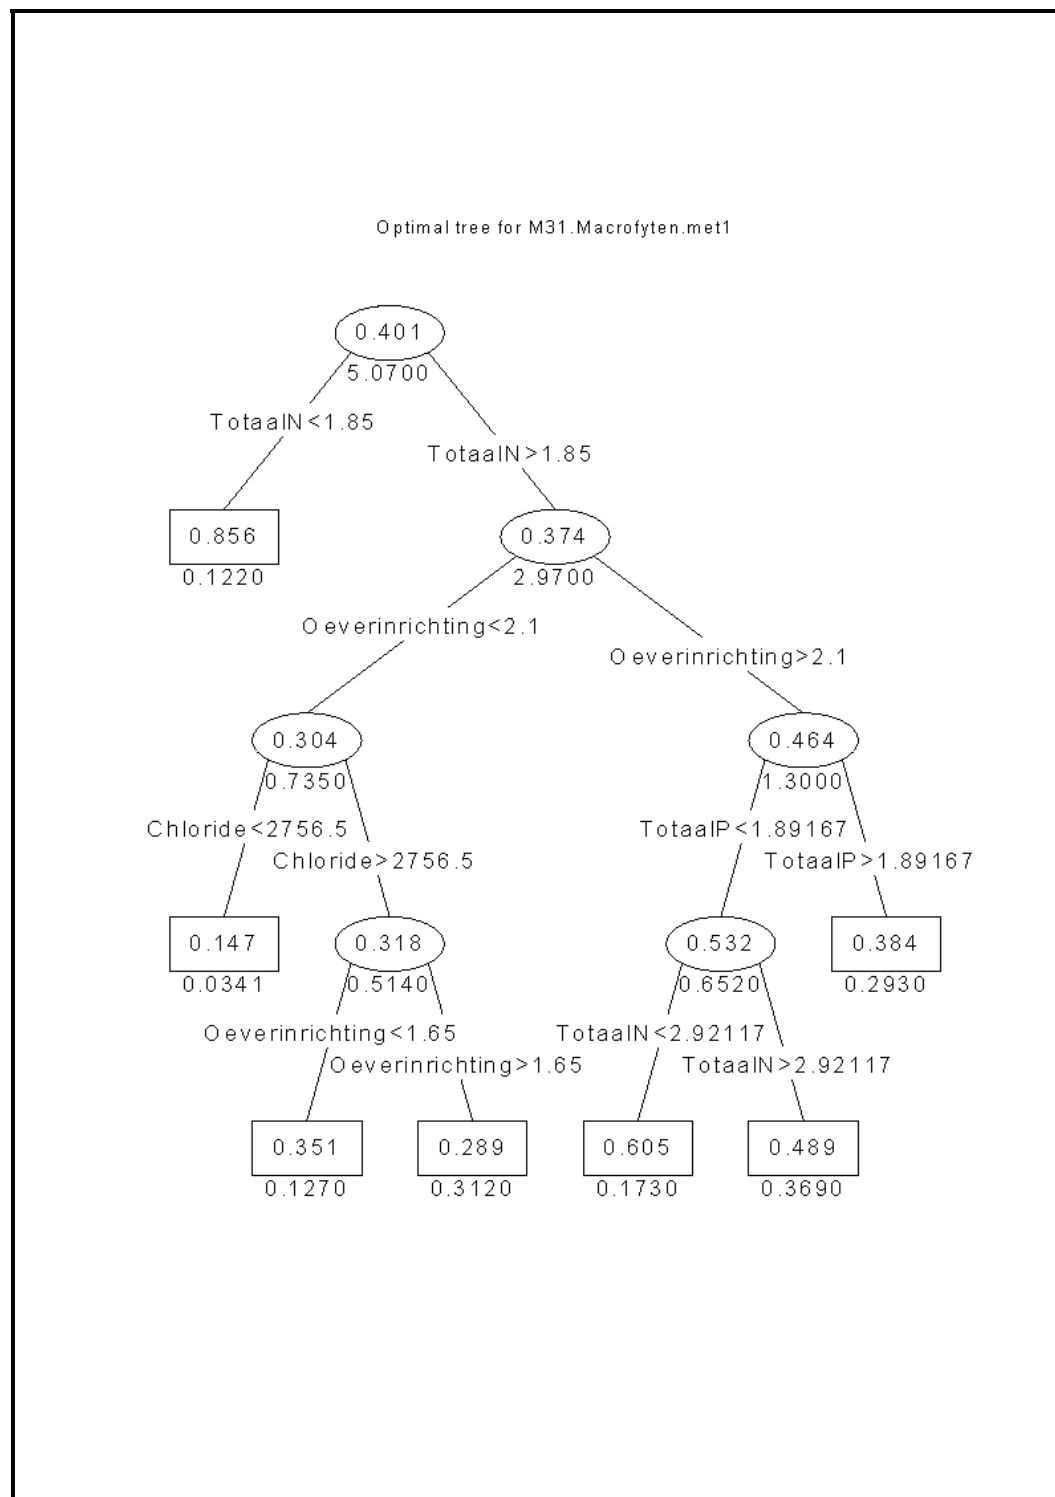 Optimal tree for M31.Macrofyten.met1
0.401
5.0700
TotaalN<1.85
TotaalN>1.85
0.856
0.1220
0.374
2.9700
Oeverinrichting<2.1
Oeverinrichting>2.1
0.304
0.7350
0.464
1.3000
Chloride<2756.5
Chloride>2756.5
TotaalP<1.89167
TotaalP>1.89167
0.147
0.0341
0.318
0.5140
0.532
0.6520
0.384
0.2930
Oeverinrichting<1.65
Oeverinrichting>1.65
TotaalN<2.92117
TotaalN>2.92117
0.351
0.1270
0.289
0.3120
0.605
0.1730
0.489
0.3690